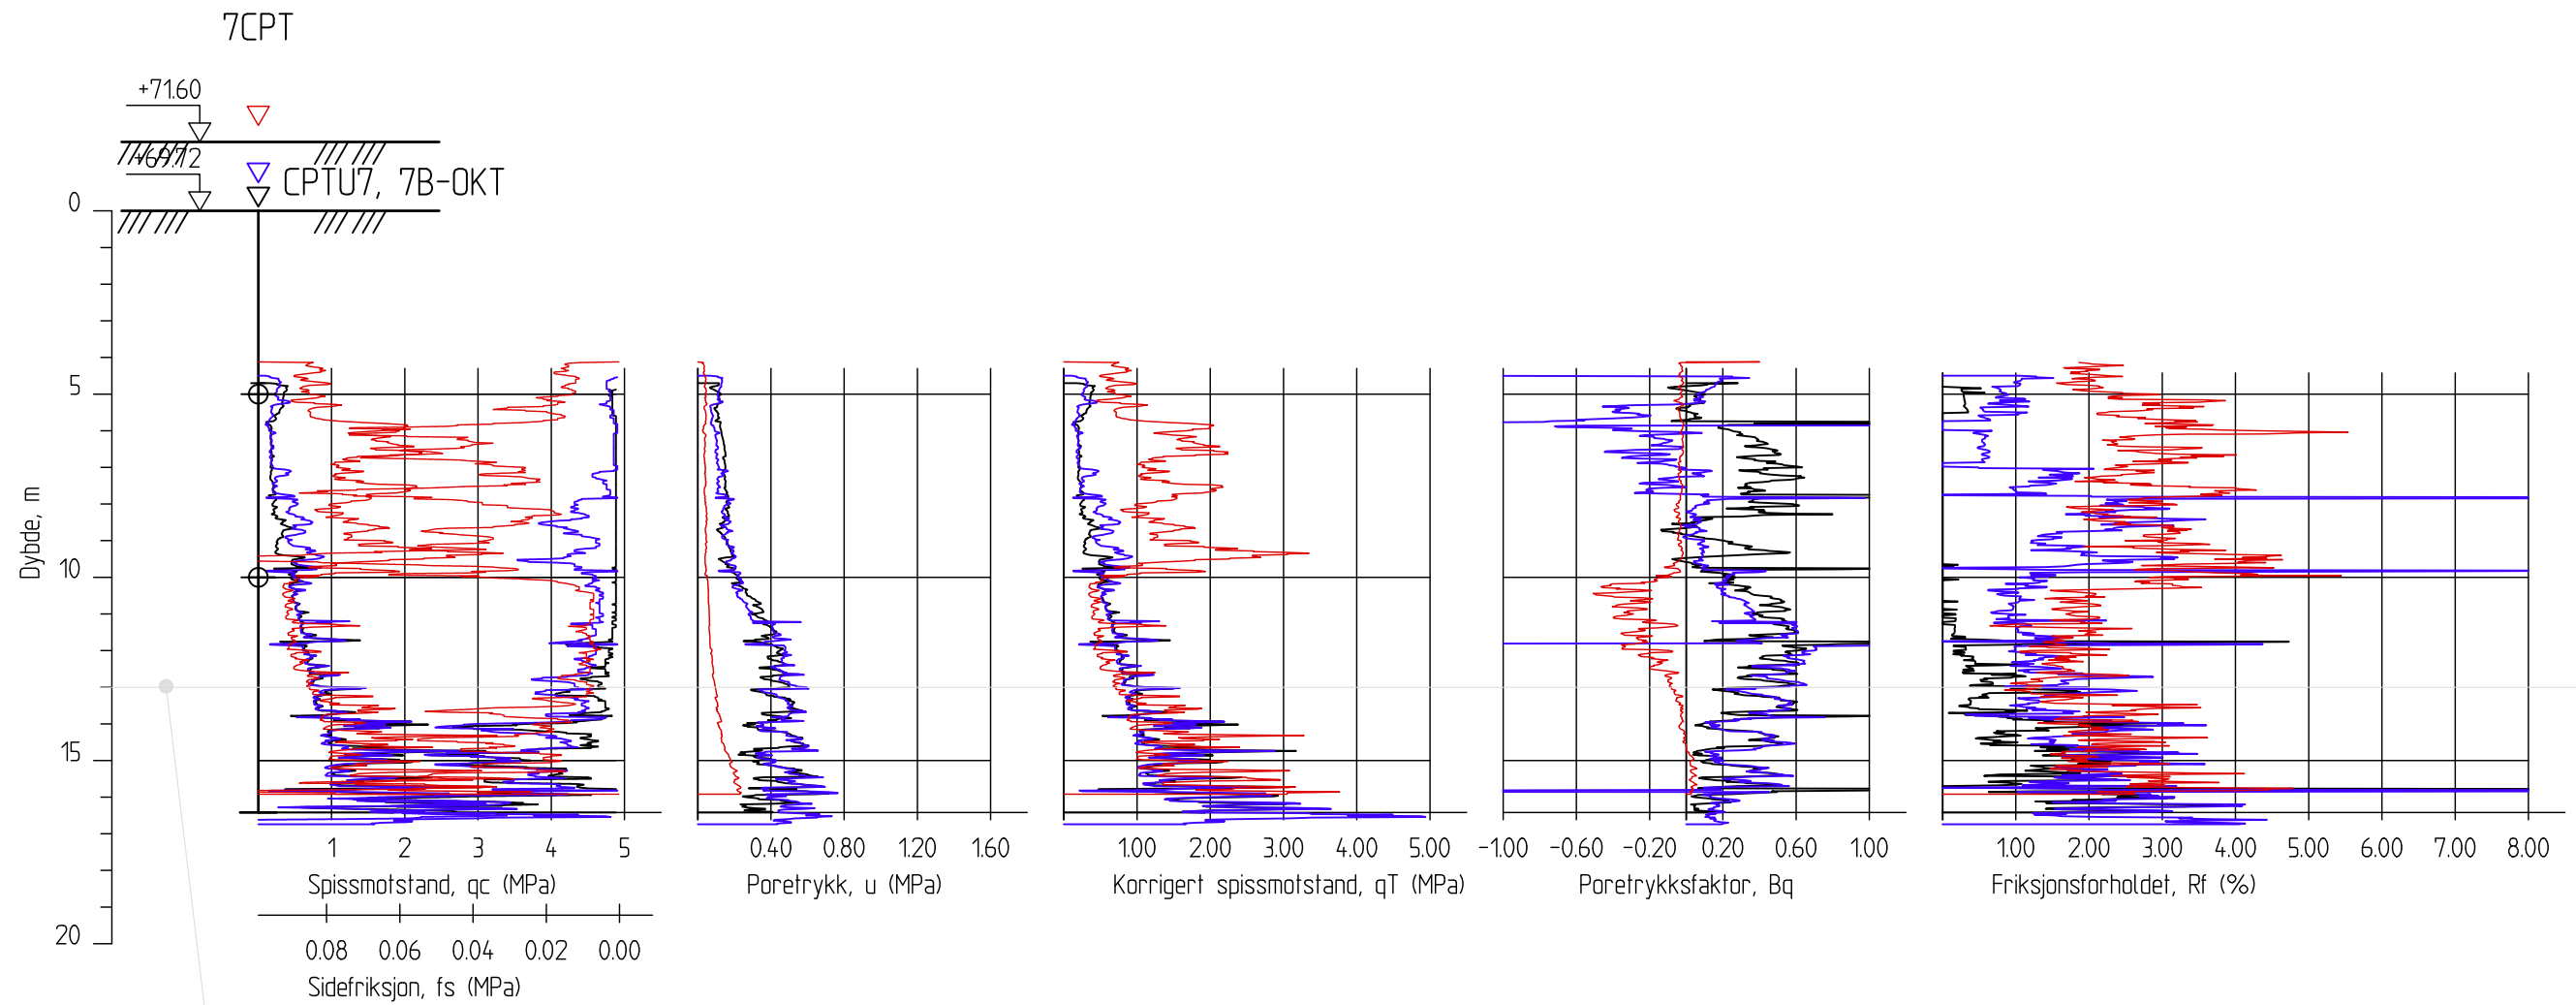 7CPT
+71.60
+69.72
CPTU7, 7B-OKT
0
5
10
15
20
Dybde, m
1 2 3 4 5
Spissmotstand, qc (MPa)
0.08 0.06 0.04 0.02 0.00
Sidefriksjon, fs (MPa)
0.40 0.80 1.20 1.60
Poretrykk, u (MPa)
1.00 2.00 3.00 4.00 5.00
Korrigert spissmotstand, qT (MPa)
-1.00 -0.60 -0.20 0.20 0.60 1.00
Poretrykksfaktor, Bq
1.00 2.00 3.00 4.00 5.00 6.00 7.00 8.00
Friksjonsforholdet, Rf (%)